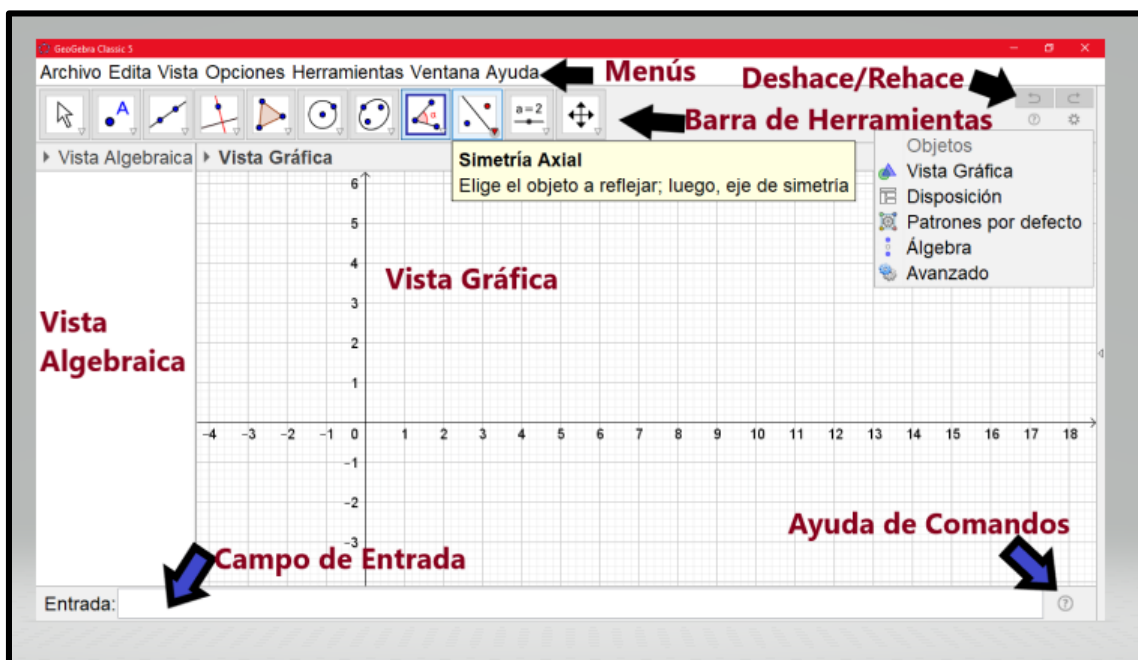 GeoGebra Classic 5
Archivo Edita Vista Opciones Herramientas Ventana Ayuda
Menús
Deshace/Rehace
A
α
a=2
Barra de Herramientas
Vista Algebraica
Vista Gráfica
Simetría Axial
Elige el objeto a reflejar; luego, eje de simetría
Objetos
Vista Gráfica
Disposición
Patrones por defecto
Álgebra
Avanzado
6
5
4
3
2
1
Vista Gráfica
Vista
Algebraica
-4 -3 -2 -1 0 1 2 3 4 5 6 7 8 9 10 11 12 13 14 15 16 17 18
-1
-2
-3
Ayuda de Comandos
Campo de Entrada
Entrada:
?